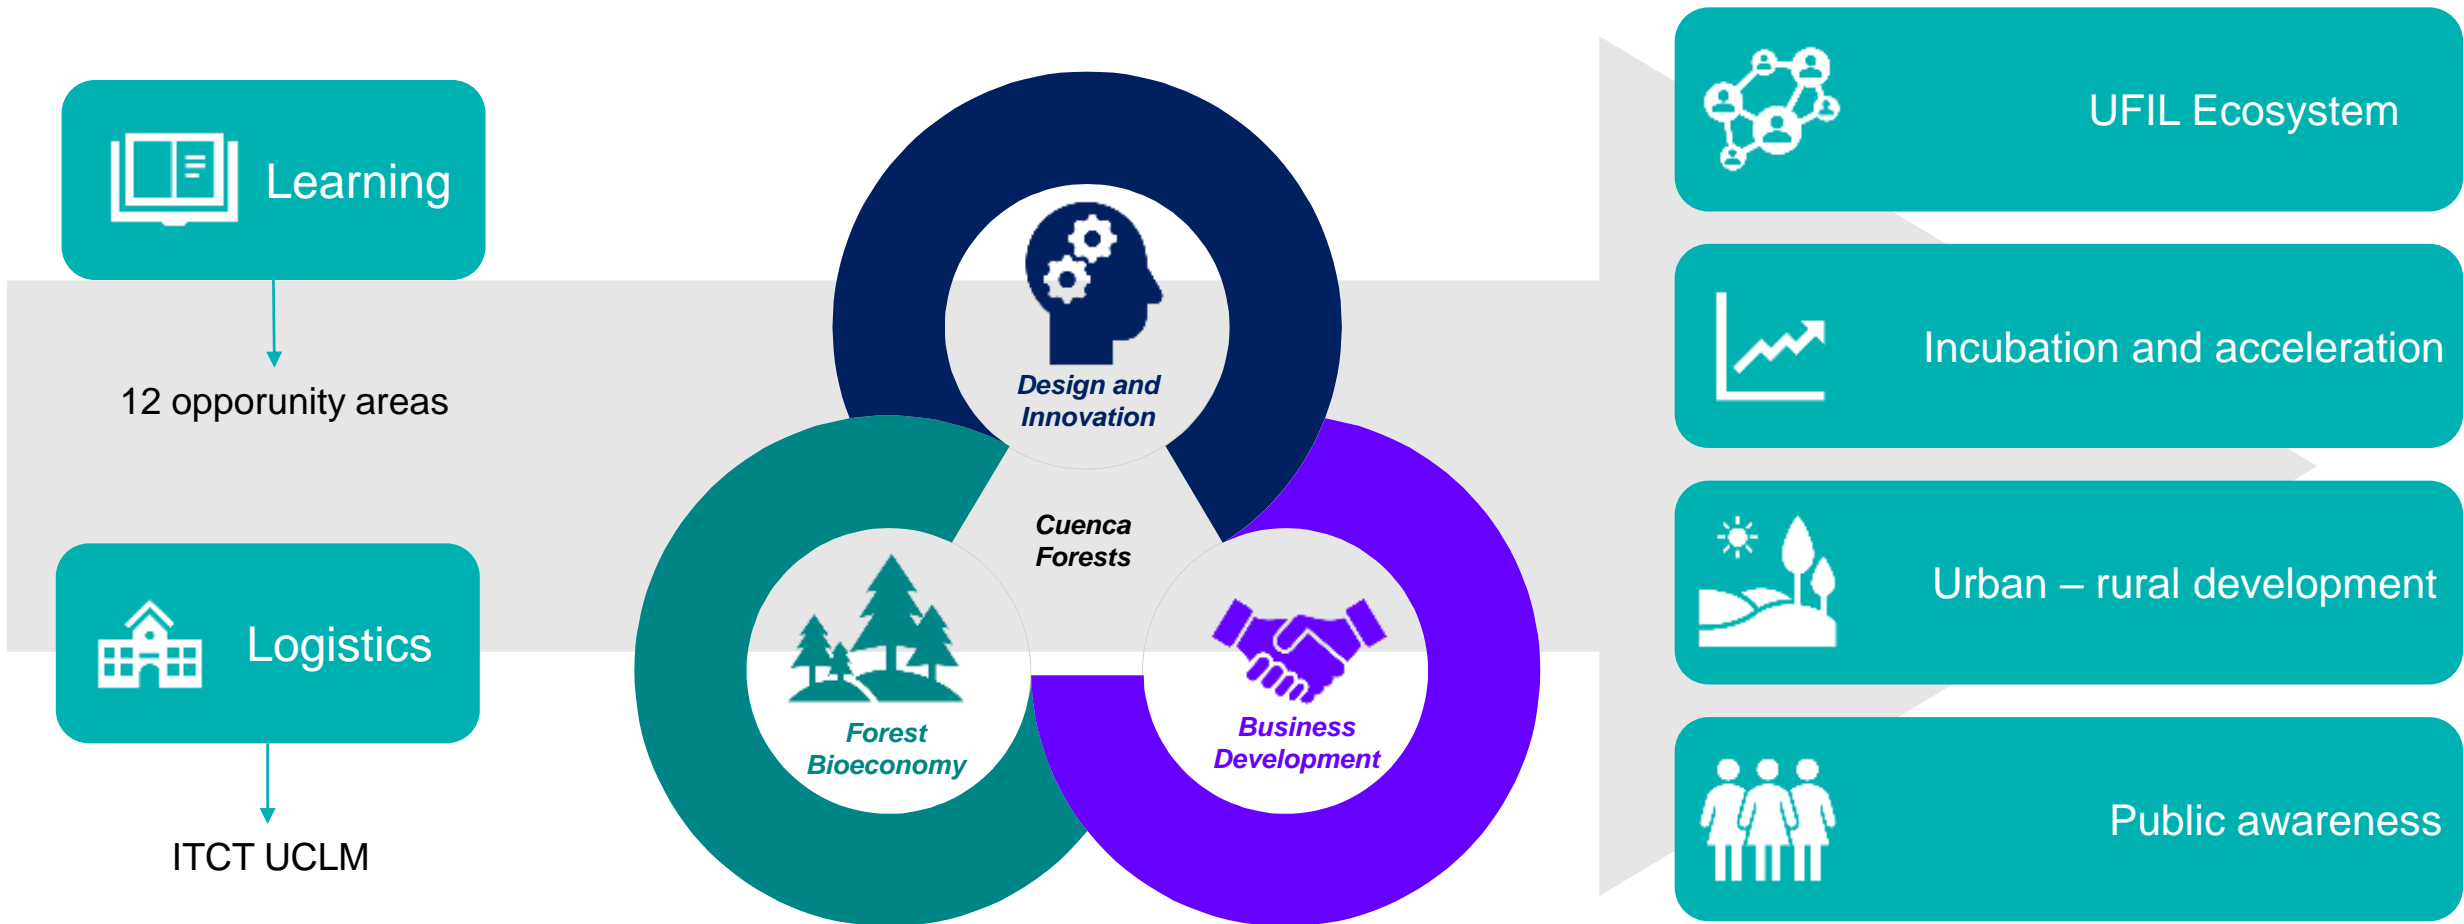 Learning
12 opporunity areas
Logistics
ITCT UCLM
Design and
Innovation
Cuenca
Forests
Forest
Bioeconomy
Business
Development
UFIL Ecosystem
Incubation and acceleration
Urban – rural development
Public awareness